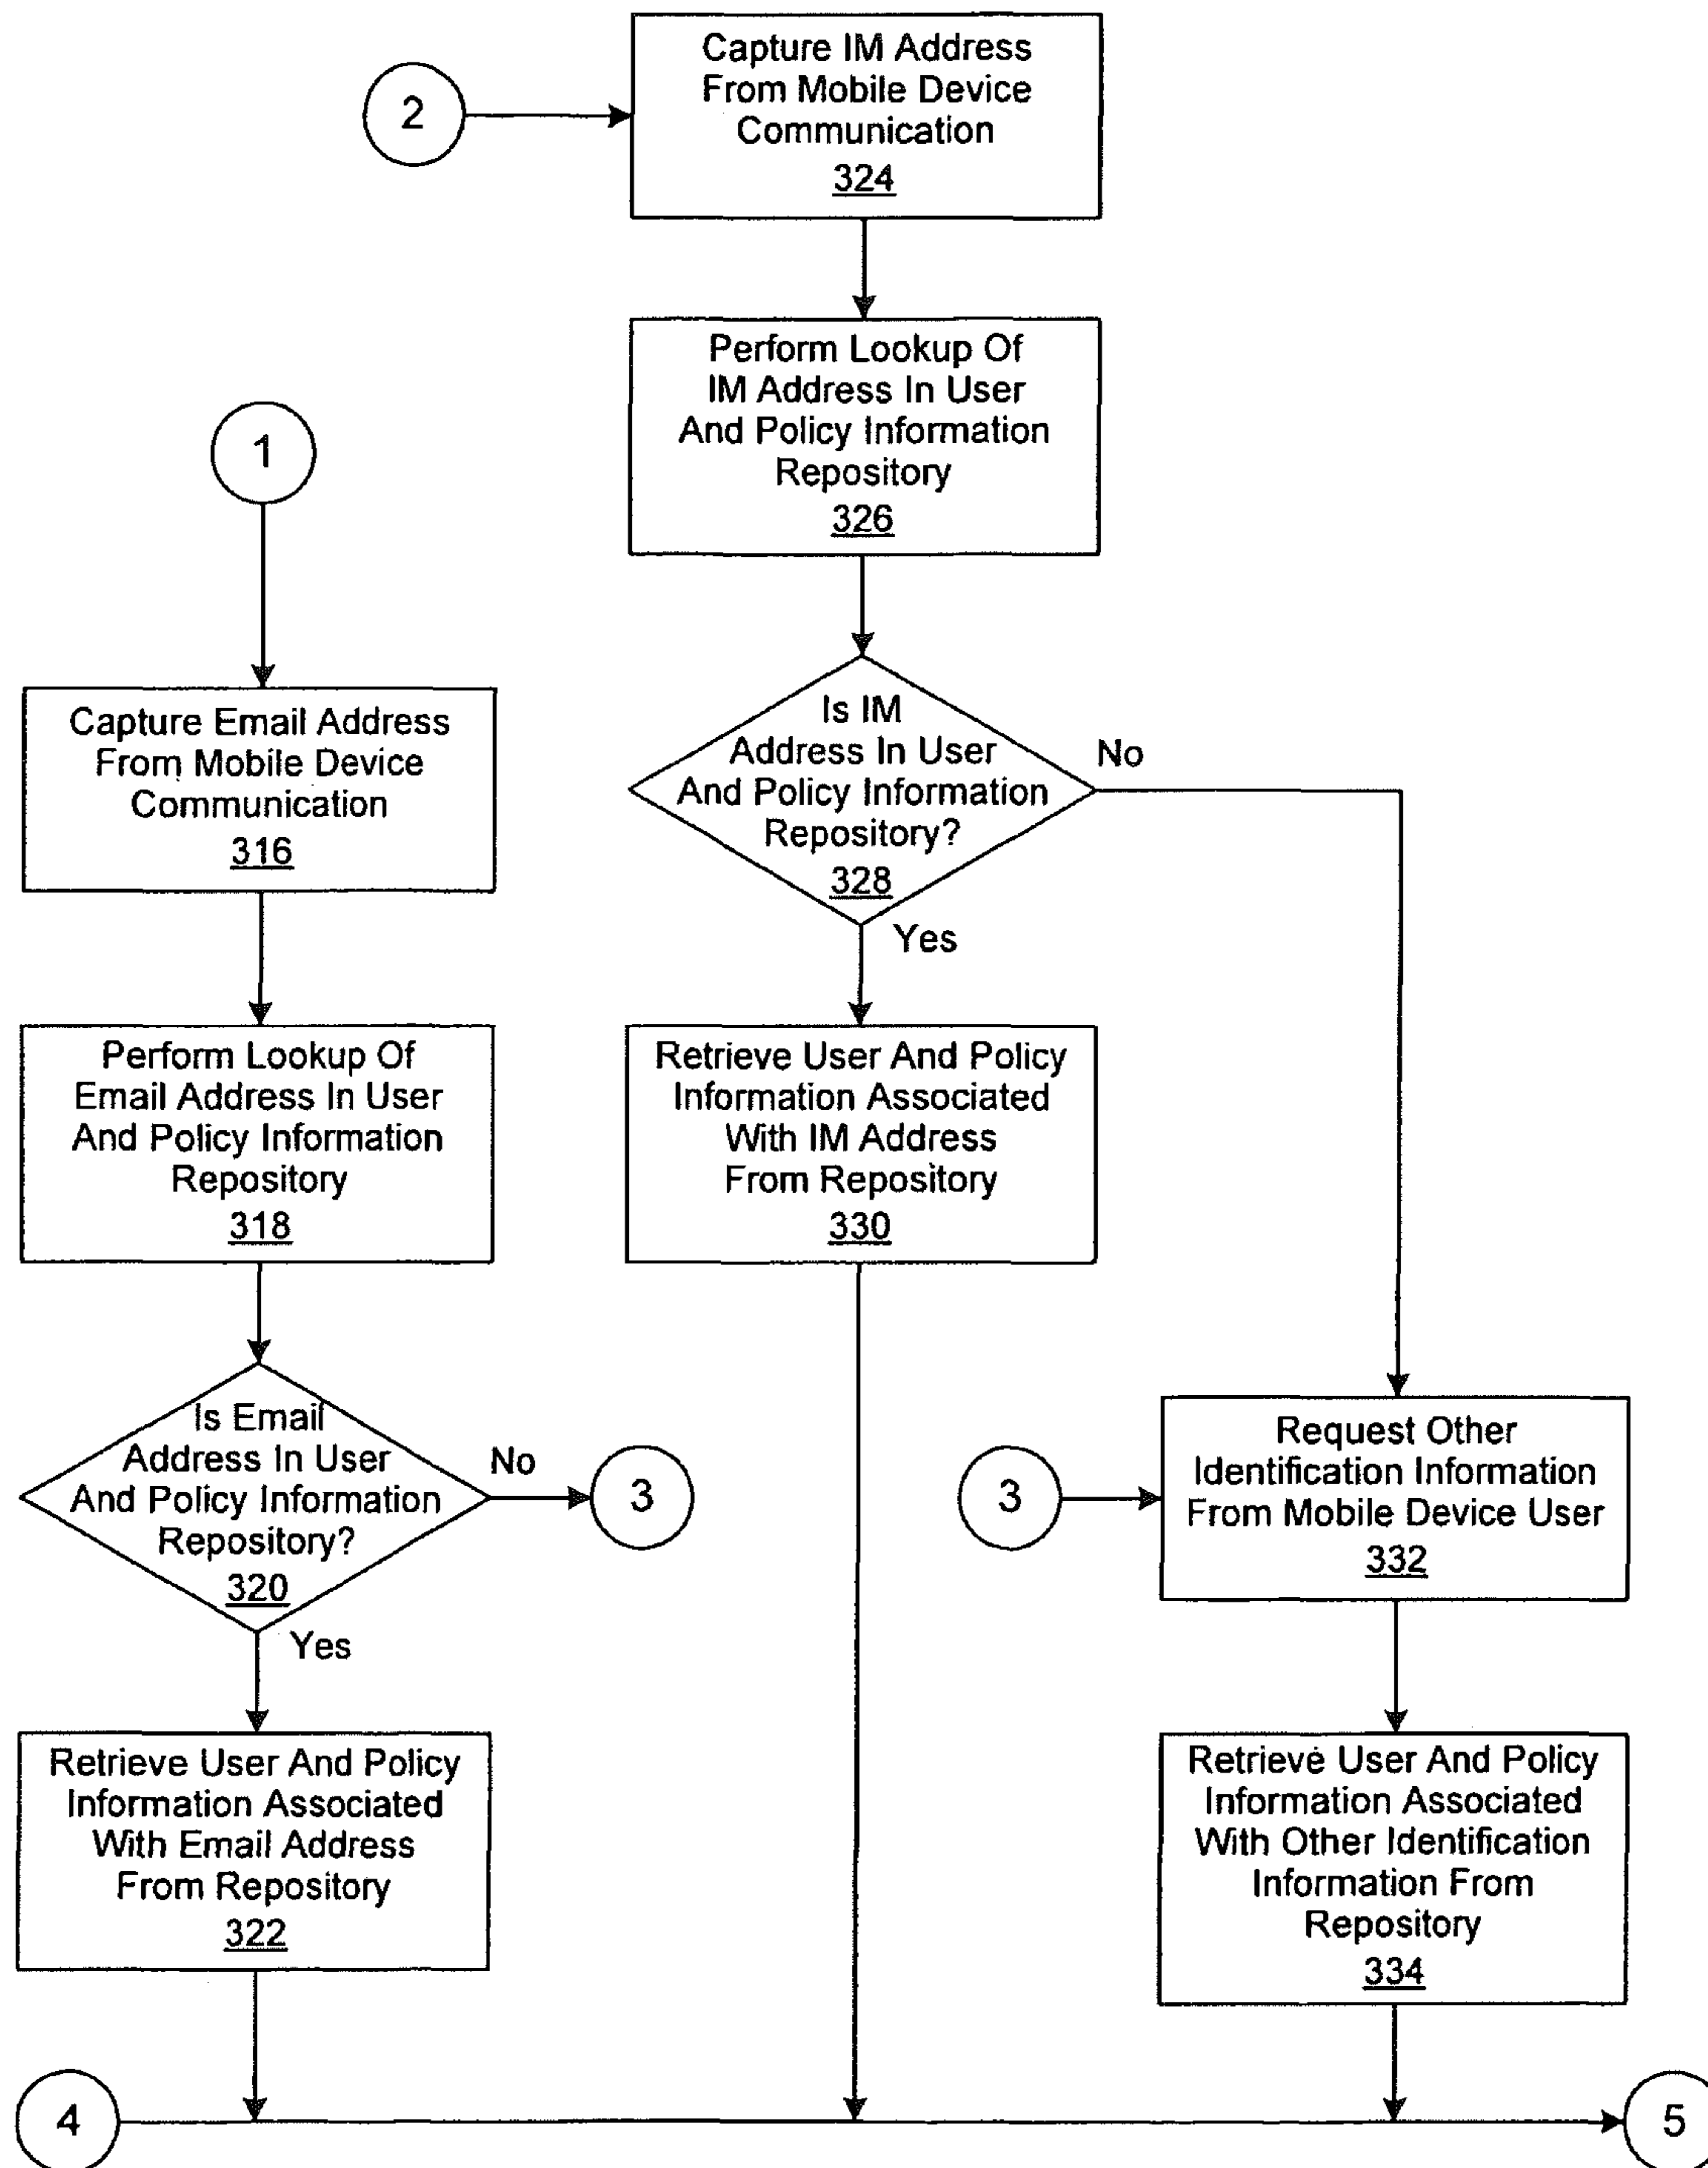 2
Capture IM Address
From Mobile Device
Communication
324
Perform Lookup Of
IM Address In User
And Policy Information
Repository
326
Is IM
Address In User
And Policy Information
Repository?
328
No
Yes
Retrieve User And Policy
Information Associated
With IM Address
From Repository
330
1
Capture Email Address
From Mobile Device
Communication
316
Perform Lookup Of
Email Address In User
And Policy Information
Repository
318
Is Email
Address In User
And Policy Information
Repository?
320
No
3
Yes
Retrieve User And Policy
Information Associated
With Email Address
From Repository
322
3
Request Other
Identification Information
From Mobile Device User
332
Retrieve User And Policy
Information Associated
With Other Identification
Information From
Repository
334
4
5